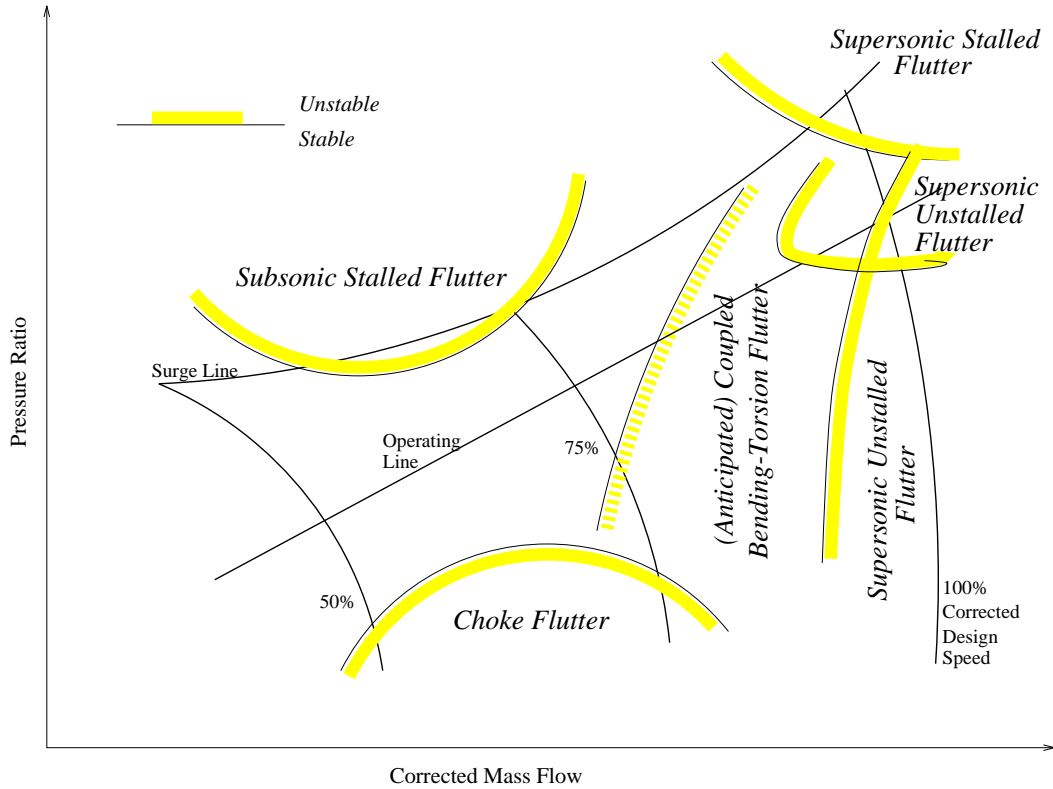 Supersonic Stalled
Flutter
Unstable
Stable
Supersonic
Unstalled
Flutter
Subsonic Stalled Flutter
Surge Line
Operating
Line
75%
(Anticipated) Coupled
Bending-Torsion Flutter
Supersonic Unstalled
Flutter
50%
Choke Flutter
100%
Corrected
Design
Speed
Pressure Ratio
Corrected Mass Flow